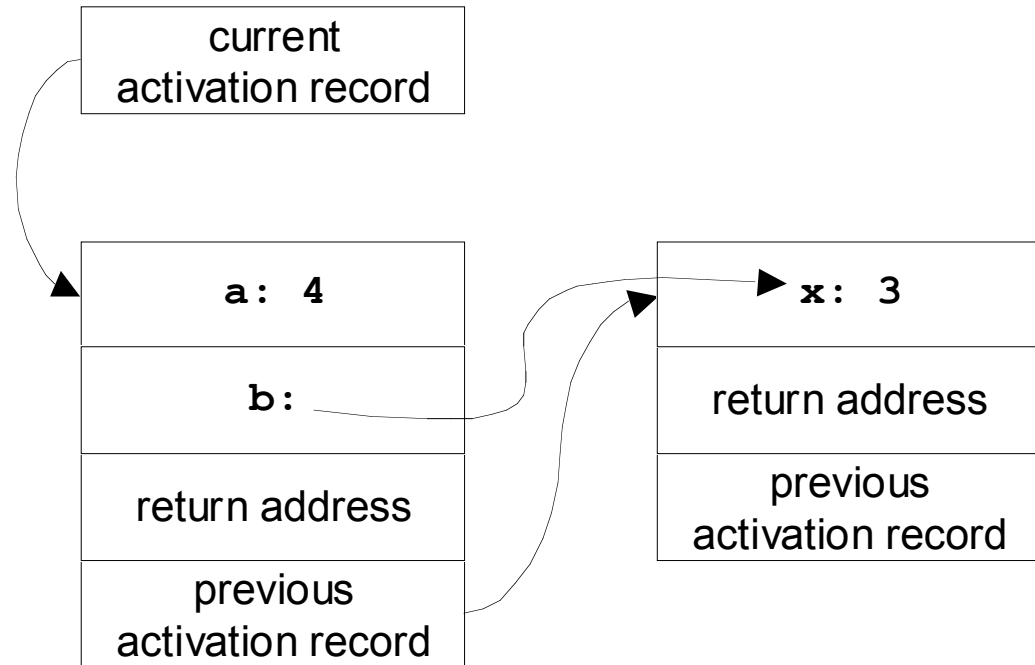 current
activation record
a: 4
b:
return address
previous
activation record
x: 3
return address
previous
activation record